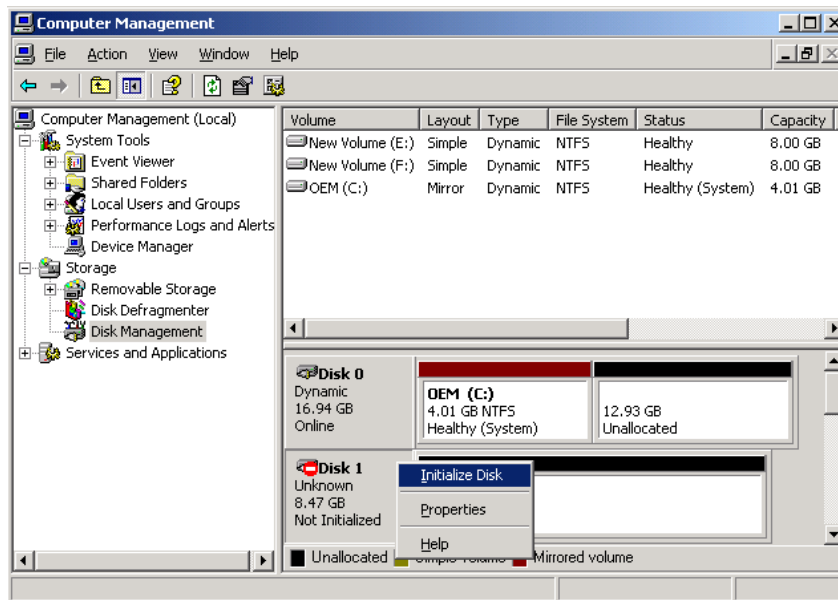 Computer Management
File Action View Window Help
Computer Management (Local)
System Tools
Event Viewer
Shared Folders
Local Users and Groups
Performance Logs and Alerts
Device Manager
Storage
Removable Storage
Disk Defragmenter
Disk Management
Services and Applications
Volume Layout Type File System Status Capacity
New Volume (E:) Simple Dynamic NTFS Healthy 8.00 GB
New Volume (F:) Simple Dynamic NTFS Healthy 8.00 GB
OEM (C:) Mirror Dynamic NTFS Healthy (System) 4.01 GB
Disk 0
Dynamic
16.94 GB
Online
OEM (C:)
4.01 GB NTFS
Healthy (System)
12.93 GB
Unallocated
Disk 1
Unknown
8.47 GB
Not Initialized
Initialize Disk
Properties
Help
Unallocated Mirrored volume